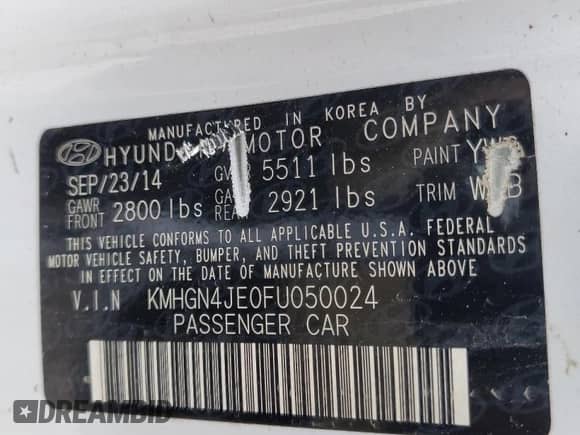 MANUFACTURED IN KOREA BY
HYUNDAI MOTOR COMPANY
SEP/23/14 5511 lbs PAINT
GAWR FRONT 2800 lbs 2921 lbs TRIM
THIS VEHICLE CONFORMS TO ALL APPLICABLE U.S.A. FEDERAL
MOTOR VEHICLE SAFETY, BUMPER, AND THEFT PREVENTION STANDARDS
IN EFFECT ON THE DATE OF MANUFACTURE SHOWN ABOVE
V.I.N KMHGN4JE0FU050024
PASSENGER CAR
DREAMBID